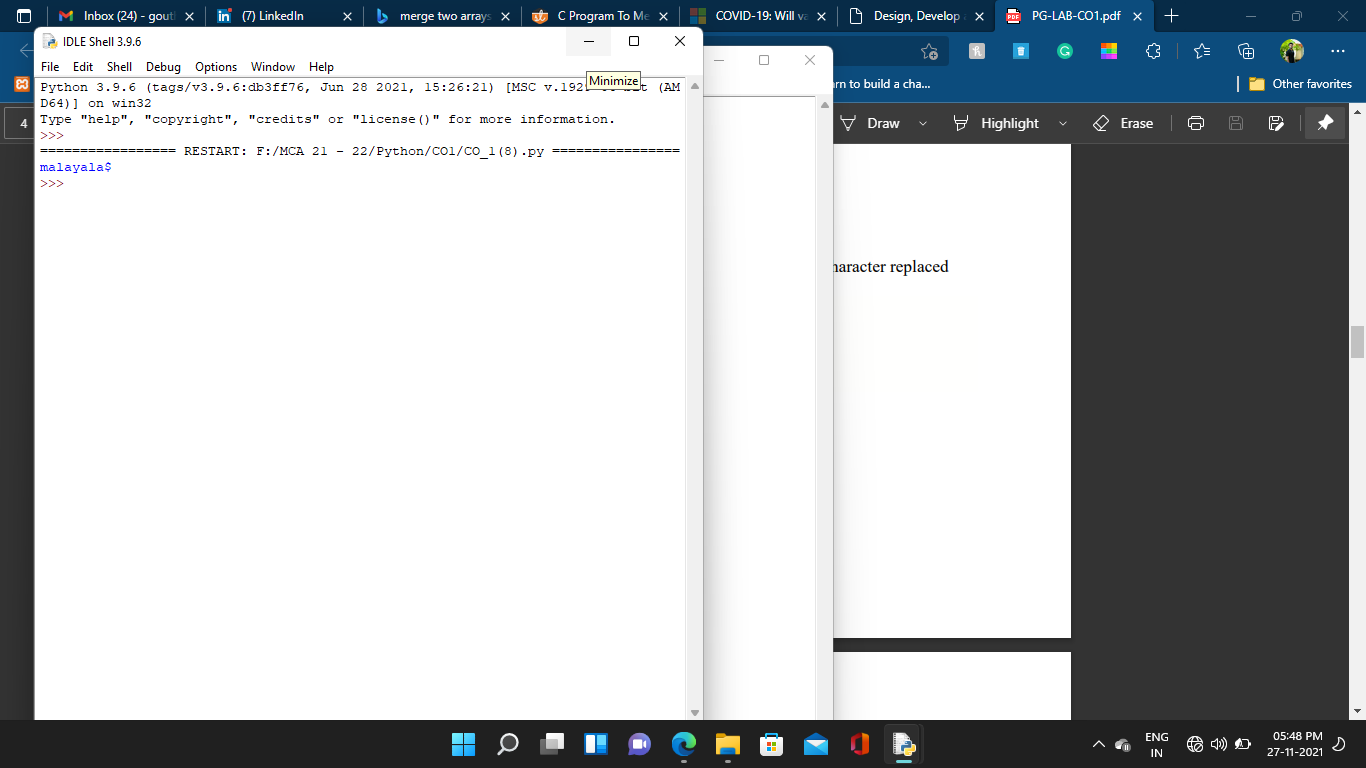 Inbox (24) - gouti
(7) LinkedIn
merge two arrays
C Program To Me
COVID-19: Will va
Design, Develop
PG-LAB-CO1.pdf
IDLE Shell 3.9.6
File Edit Shell Debug Options Window Help
Minimize
Python 3.9.6 (tags/v3.9.6:db3ff76, Jun 28 2021, 15:26:21) [MSC v.192 (AM
D64)] on win32
Type "help", "copyright", "credits" or "license()" for more information.
>>>
================= RESTART: F:/MCA 21 - 22/Python/CO1/CO_1(8).py ================
malayala$
>>>
rn to build a cha...
Other favorites
4
Draw
Highlight
Erase
haracter replaced
ENG
IN
05:48 PM
27-11-2021